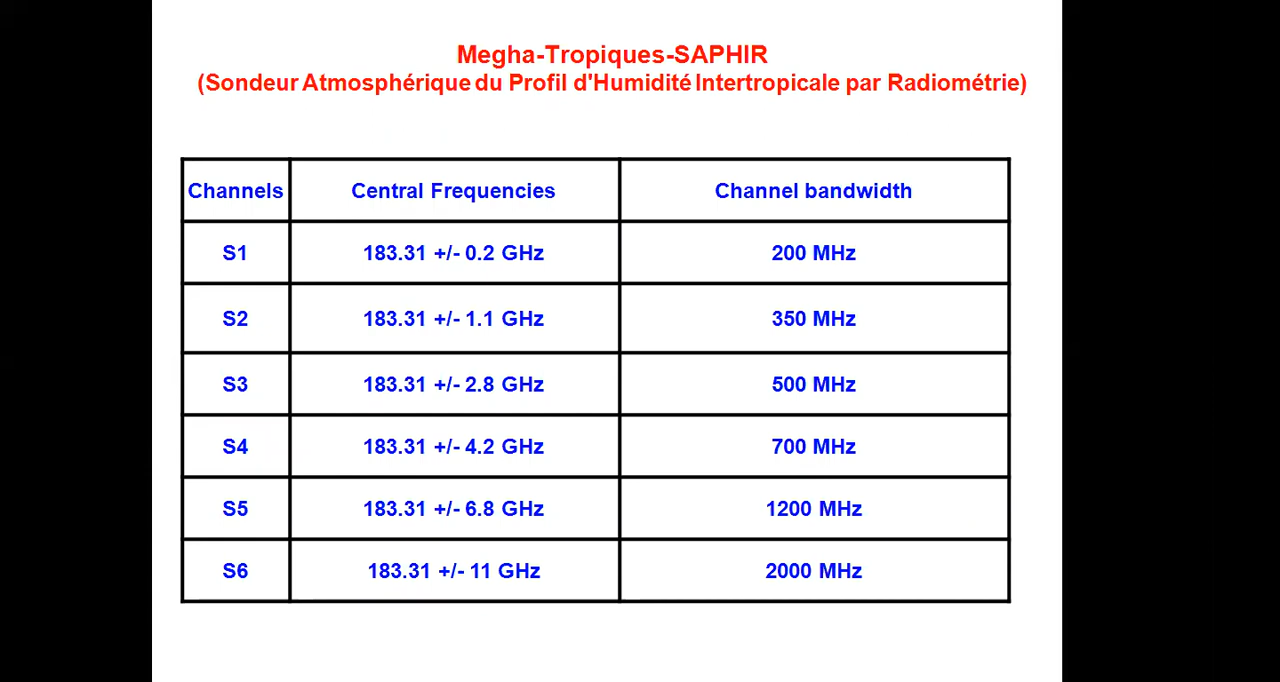 Megha-Tropiques-SAPHIR
(Sondeur Atmosphérique du Profil d'Humidité Intertropicale par Radiométrie)
Channels Central Frequencies Channel bandwidth
S1 183.31 +/- 0.2 GHz 200 MHz
S2 183.31 +/- 1.1 GHz 350 MHz
S3 183.31 +/- 2.8 GHz 500 MHz
S4 183.31 +/- 4.2 GHz 700 MHz
S5 183.31 +/- 6.8 GHz 1200 MHz
S6 183.31 +/- 11 GHz 2000 MHz